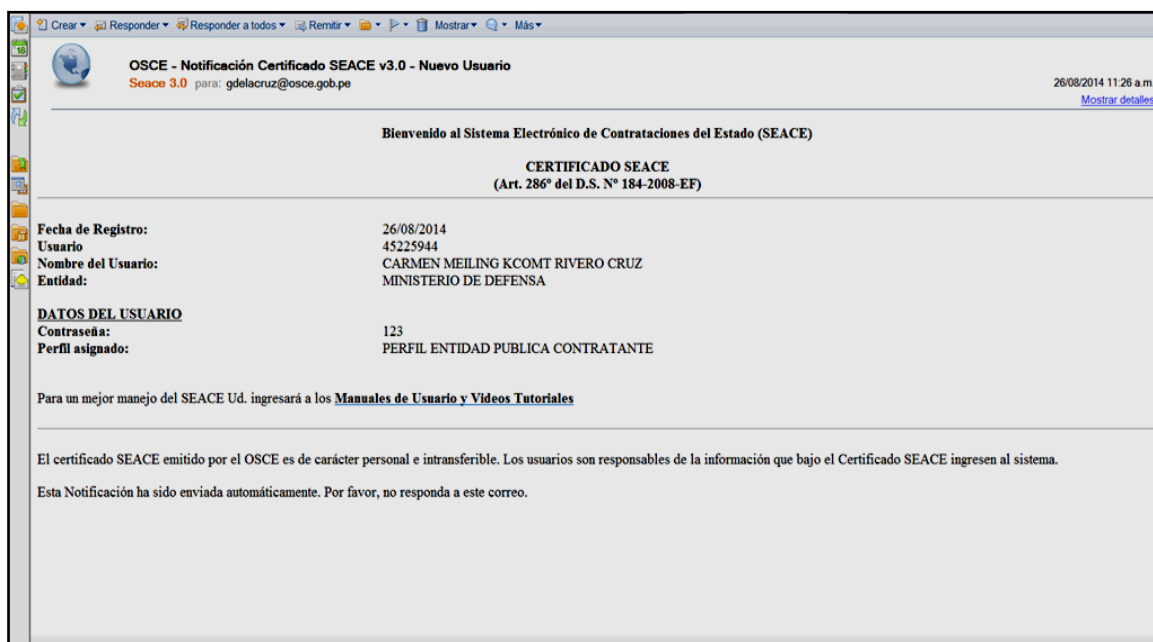 Crear Responder Responder a todos Remitir Mostrar Más
18
OSCE - Notificación Certificado SEACE v3.0 - Nuevo Usuario
Seace 3.0 para: gdelacruz@osce.gob.pe
26/08/2014 11:26 a.m.
Mostrar detalles
Bienvenido al Sistema Electrónico de Contrataciones del Estado (SEACE)
CERTIFICADO SEACE
(Art. 286° del D.S. N° 184-2008-EF)
Fecha de Registro: 26/08/2014
Usuario 45225944
Nombre del Usuario: CARMEN MEILING KCOMT RIVERO CRUZ
Entidad: MINISTERIO DE DEFENSA
DATOS DEL USUARIO
Contraseña: 123
Perfil asignado: PERFIL ENTIDAD PUBLICA CONTRATANTE
Para un mejor manejo del SEACE Ud. ingresará a los Manuales de Usuario y Videos Tutoriales
El certificado SEACE emitido por el OSCE es de carácter personal e intransferible. Los usuarios son responsables de la información que bajo el Certificado SEACE ingresen al sistema.
Esta Notificación ha sido enviada automáticamente. Por favor, no responda a este correo.